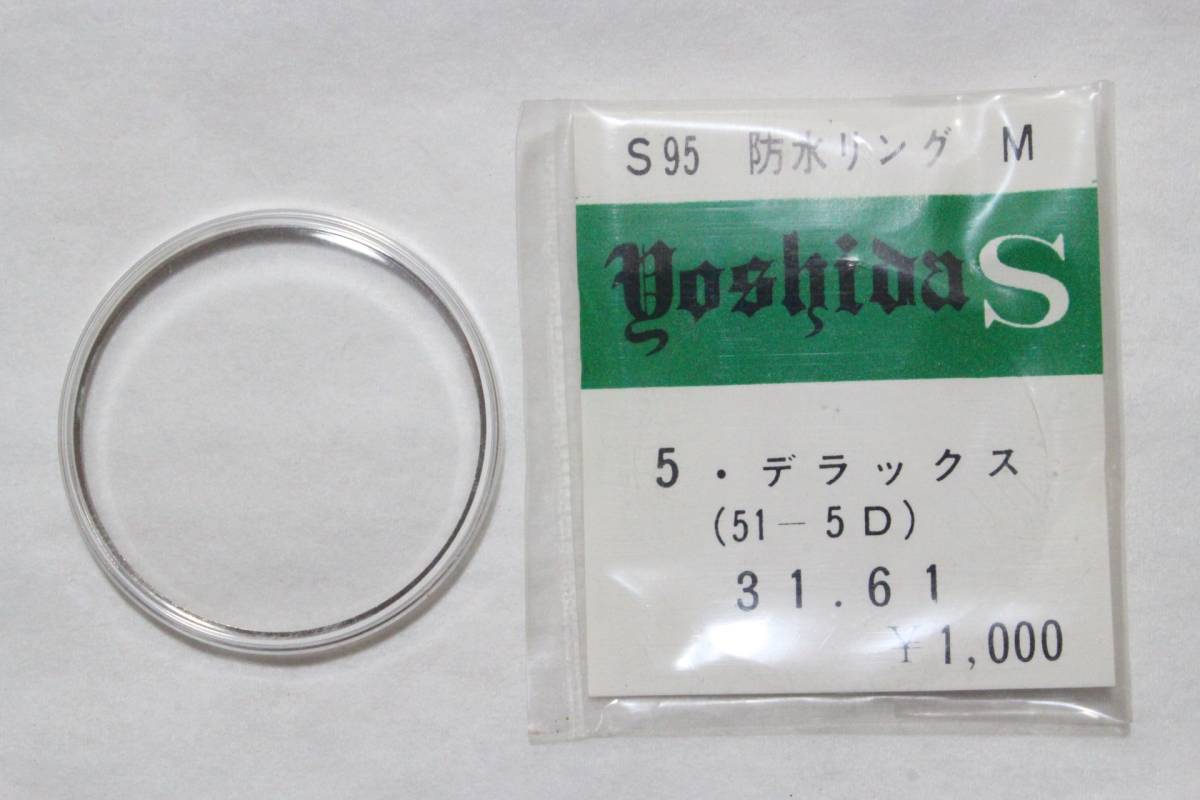 S95 防水リング M
Yoshida S
5・デラックス
(51－5D)
31.61
¥1,000